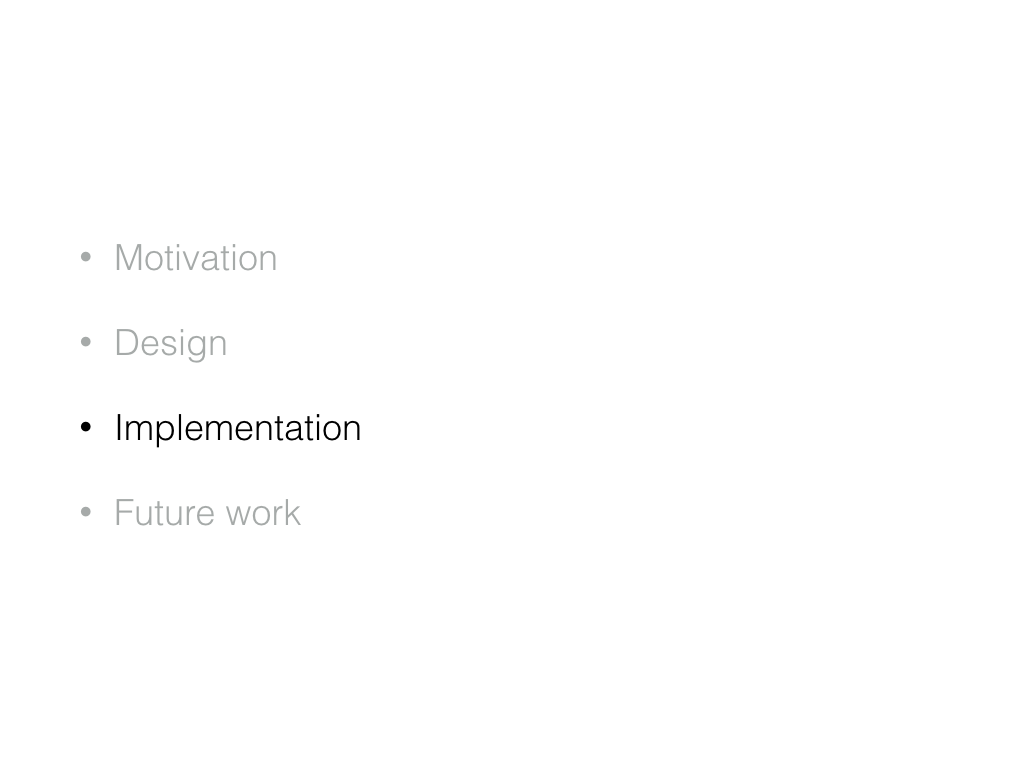 • Motivation
• Design
• Implementation
• Future work